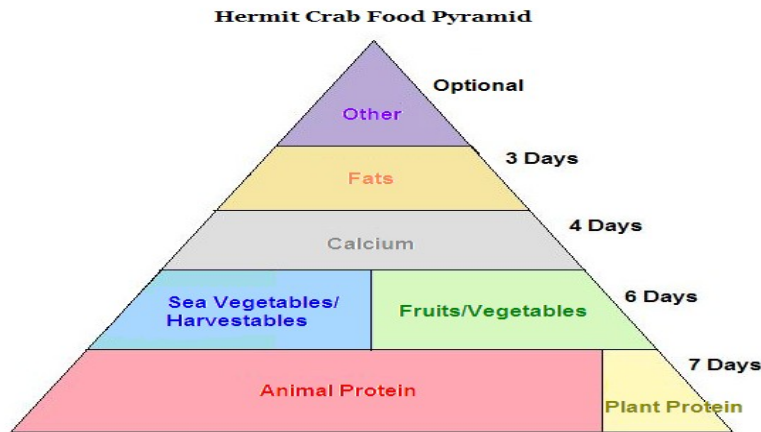 Hermit Crab Food Pyramid
Optional
Other
3 Days
Fats
4 Days
Calcium
6 Days
Sea Vegetables/
Harvestables
Fruits/Vegetables
7 Days
Animal Protein
Plant Protein